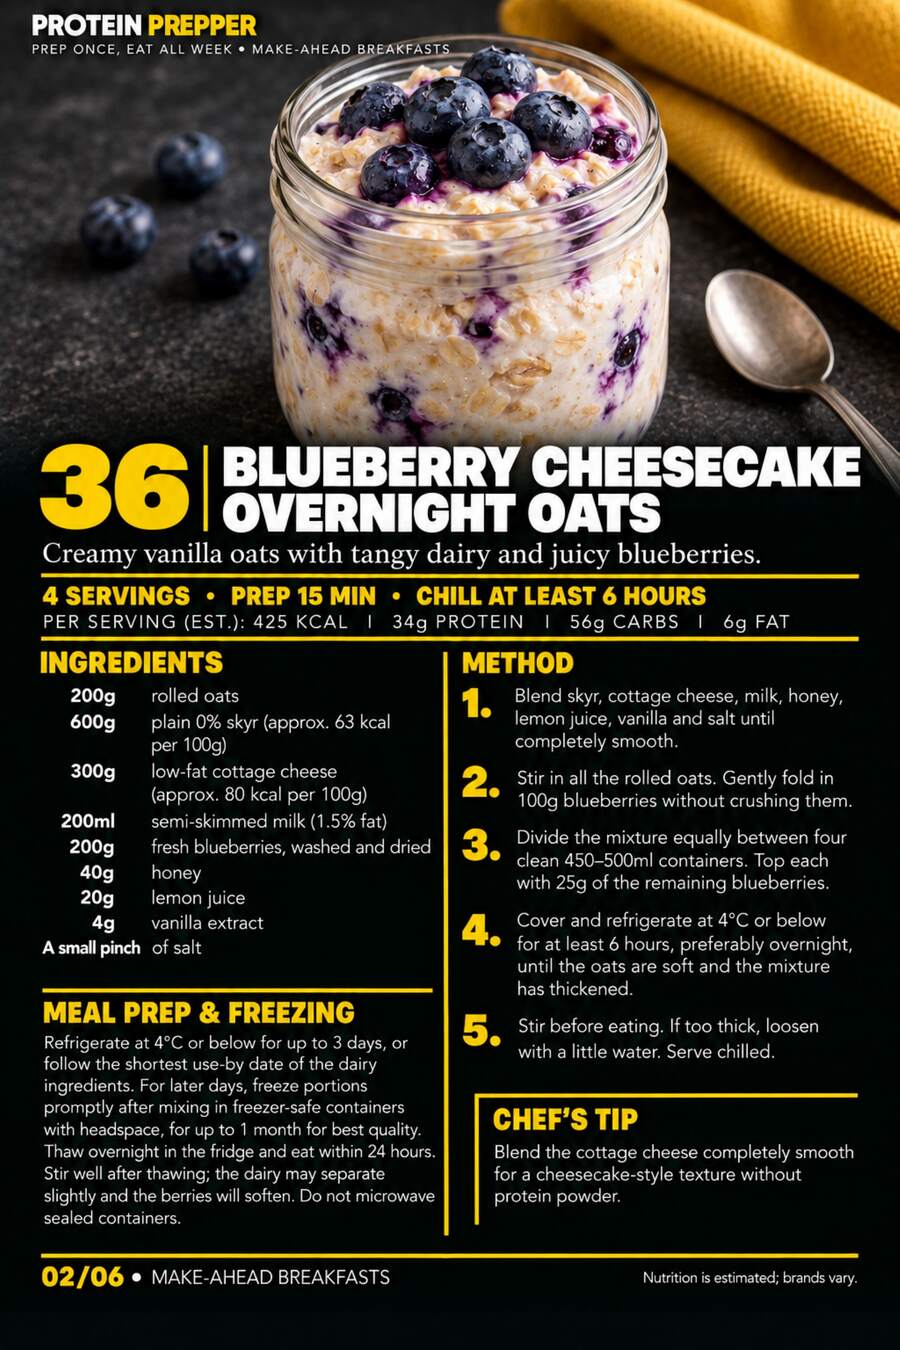 PROTEIN PREPPER
PREP ONCE, EAT ALL WEEK • MAKE-AHEAD BREAKFASTS
36
BLUEBERRY CHEESECAKE
OVERNIGHT OATS
Creamy vanilla oats with tangy dairy and juicy blueberries.
4 SERVINGS • PREP 15 MIN • CHILL AT LEAST 6 HOURS
PER SERVING (EST.): 425 KCAL | 34g PROTEIN | 56g CARBS | 6g FAT
INGREDIENTS
200g rolled oats
600g plain 0% skyr (approx. 63 kcal
per 100g)
300g low-fat cottage cheese
(approx. 80 kcal per 100g)
200ml semi-skimmed milk (1.5% fat)
200g fresh blueberries, washed and dried
40g honey
20g lemon juice
4g vanilla extract
A small pinch of salt
MEAL PREP & FREEZING
Refrigerate at 4°C or below for up to 3 days, or
follow the shortest use-by date of the dairy
ingredients. For later days, freeze portions
promptly after mixing in freezer-safe containers
with headspace, for up to 1 month for best quality.
Thaw overnight in the fridge and eat within 24 hours.
Stir well after thawing; the dairy may separate
slightly and the berries will soften. Do not microwave
sealed containers.
METHOD
1. Blend skyr, cottage cheese, milk, honey,
lemon juice, vanilla and salt until
completely smooth.
2. Stir in all the rolled oats. Gently fold in
100g blueberries without crushing them.
3. Divide the mixture equally between four
clean 450–500ml containers. Top each
with 25g of the remaining blueberries.
4. Cover and refrigerate at 4°C or below
for at least 6 hours, preferably overnight,
until the oats are soft and the mixture
has thickened.
5. Stir before eating. If too thick, loosen
with a little water. Serve chilled.
CHEF'S TIP
Blend the cottage cheese completely smooth
for a cheesecake-style texture without
protein powder.
02/06 • MAKE-AHEAD BREAKFASTS
Nutrition is estimated; brands vary.